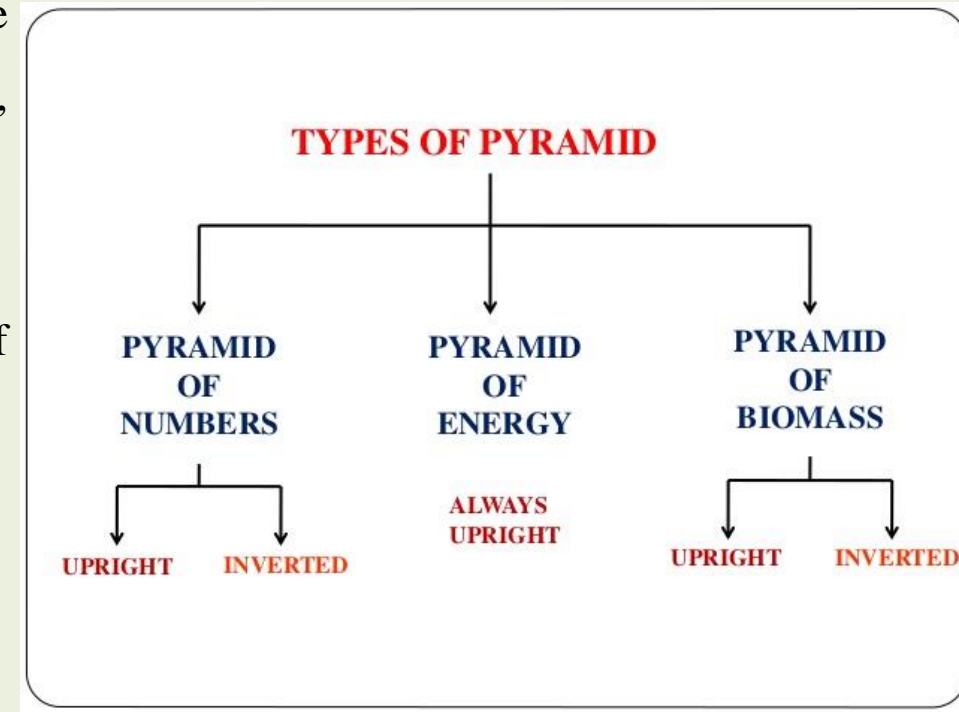 e
,
f
TYPES OF PYRAMID
PYRAMID
OF
NUMBERS
PYRAMID
OF
ENERGY
PYRAMID
OF
BIOMASS
ALWAYS
UPRIGHT
UPRIGHT
INVERTED
UPRIGHT
INVERTED